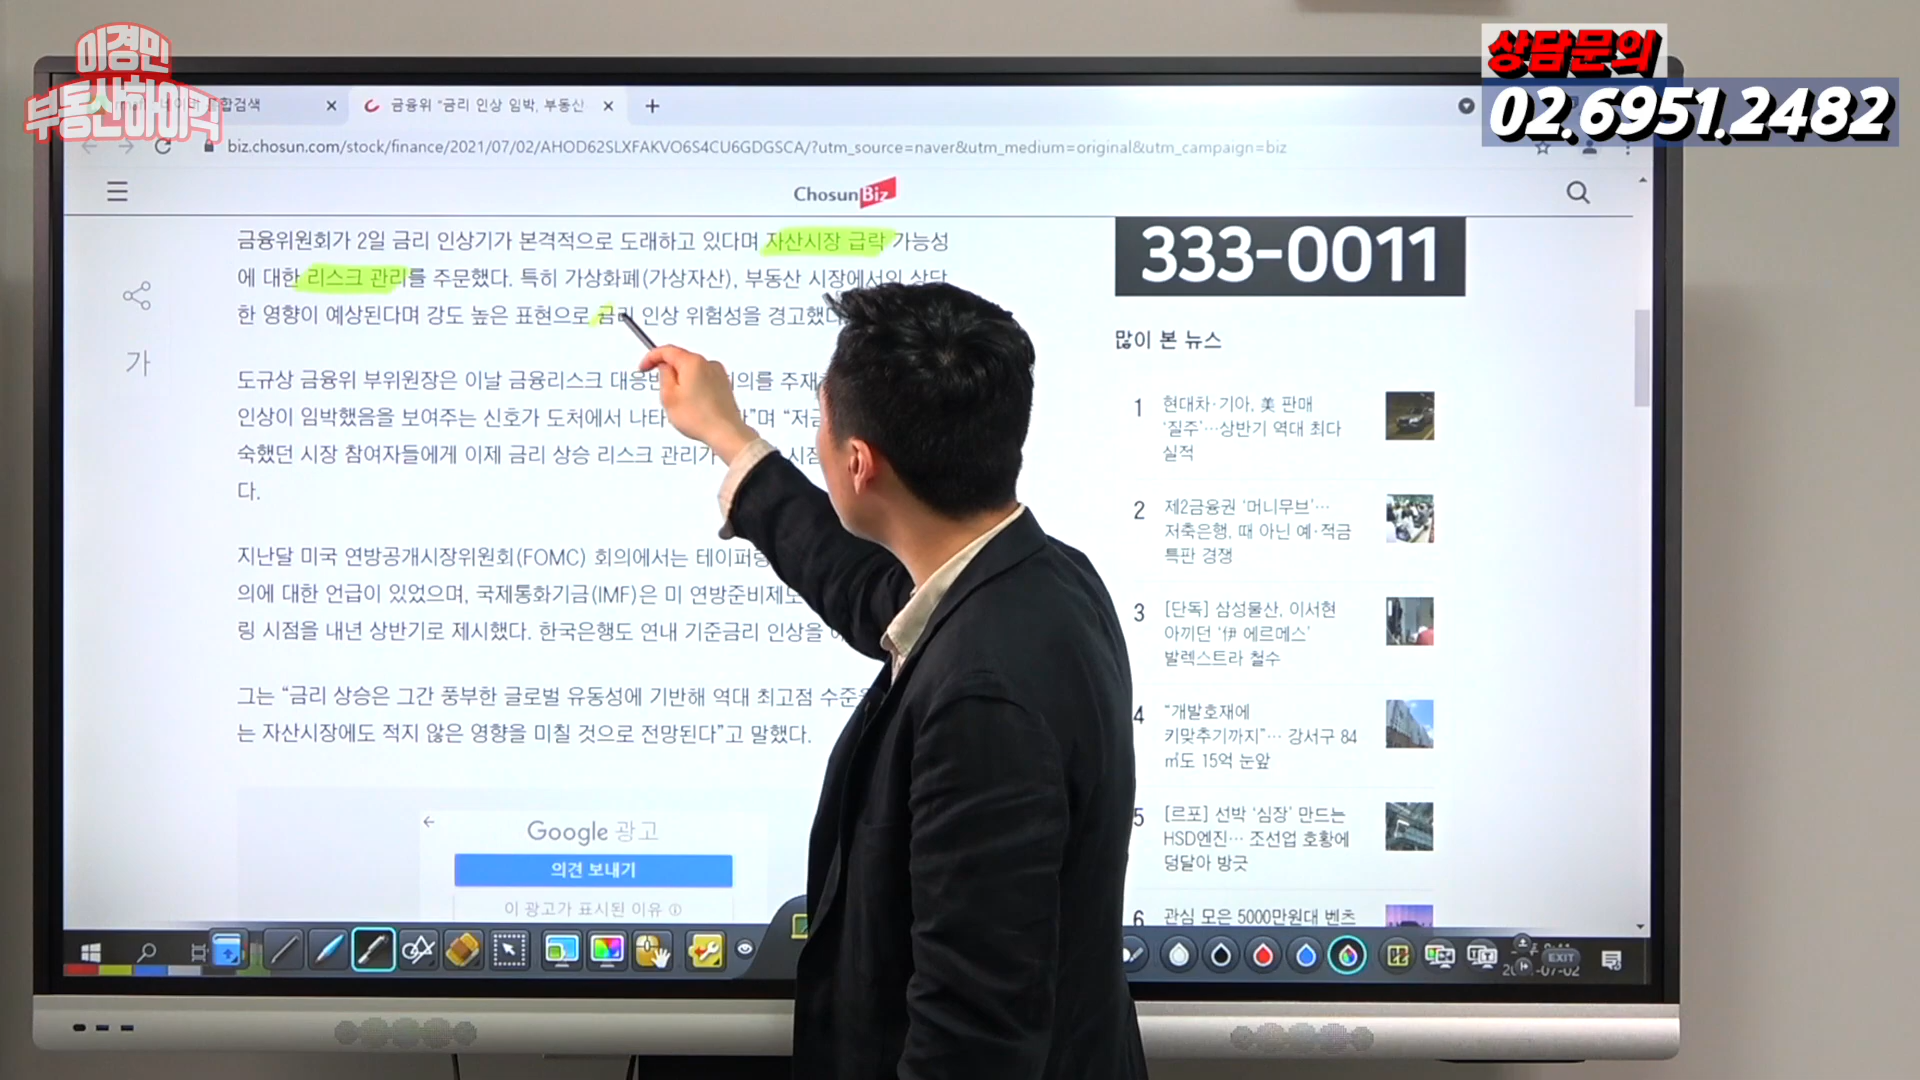 이경민
부동산하이킥
상담문의
02.6951.2482
합검색
금융위 "금리 인상 임박, 부동산
biz.chosun.com/stock/finance/2021/07/02/AHOD62SLXFAKVO6S4CU6GDGSCA/?utm_source=naver&utm_medium=original&utm_campaign=biz
ChosunBiz
가
금융위원회가 2일 금리 인상기가 본격적으로 도래하고 있다며 자산시장 급락 가능성
에 대한 리스크 관리를 주문했다. 특히 가상화폐(가상자산), 부동산 시장에서의 상당
한 영향이 예상된다며 강도 높은 표현으로 금리 인상 위험성을 경고했다
도규상 금융위 부위원장은 이날 금융리스크 대응반 회의를 주재
인상이 임박했음을 보여주는 신호가 도처에서 나타 "며 "저금
숙했던 시장 참여자들에게 이제 금리 상승 리스크 관리가 시점
다.
지난달 미국 연방공개시장위원회(FOMC) 회의에서는 테이퍼링
의에 대한 언급이 있었으며, 국제통화기금(IMF)은 미 연방준비제도
링 시점을 내년 상반기로 제시했다. 한국은행도 연내 기준금리 인상을
그는 "금리 상승은 그간 풍부한 글로벌 유동성에 기반해 역대 최고점 수준을
는 자산시장에도 적지 않은 영향을 미칠 것으로 전망된다"고 말했다.
Google 광고
의견 보내기
이 광고가 표시된 이유
333-0011
많이 본 뉴스
1 현대차·기아, 美 판매
'질주'…상반기 역대 최다
실적
2 제2금융권 '머니무브'…
저축은행, 때 아닌 예·적금
특판 경쟁
3 [단독] 삼성물산, 이서현
아끼던 '伊 에르메스'
발렉스트라 철수
4 "개발호재에
키맞추기까지"… 강서구 84
㎡도 15억 눈앞
5 [르포] 선박 '심장' 만드는
HSD엔진… 조선업 호황에
덩달아 방긋
6 관심 모은 5000만원대 벤츠
EXIT
-07-02